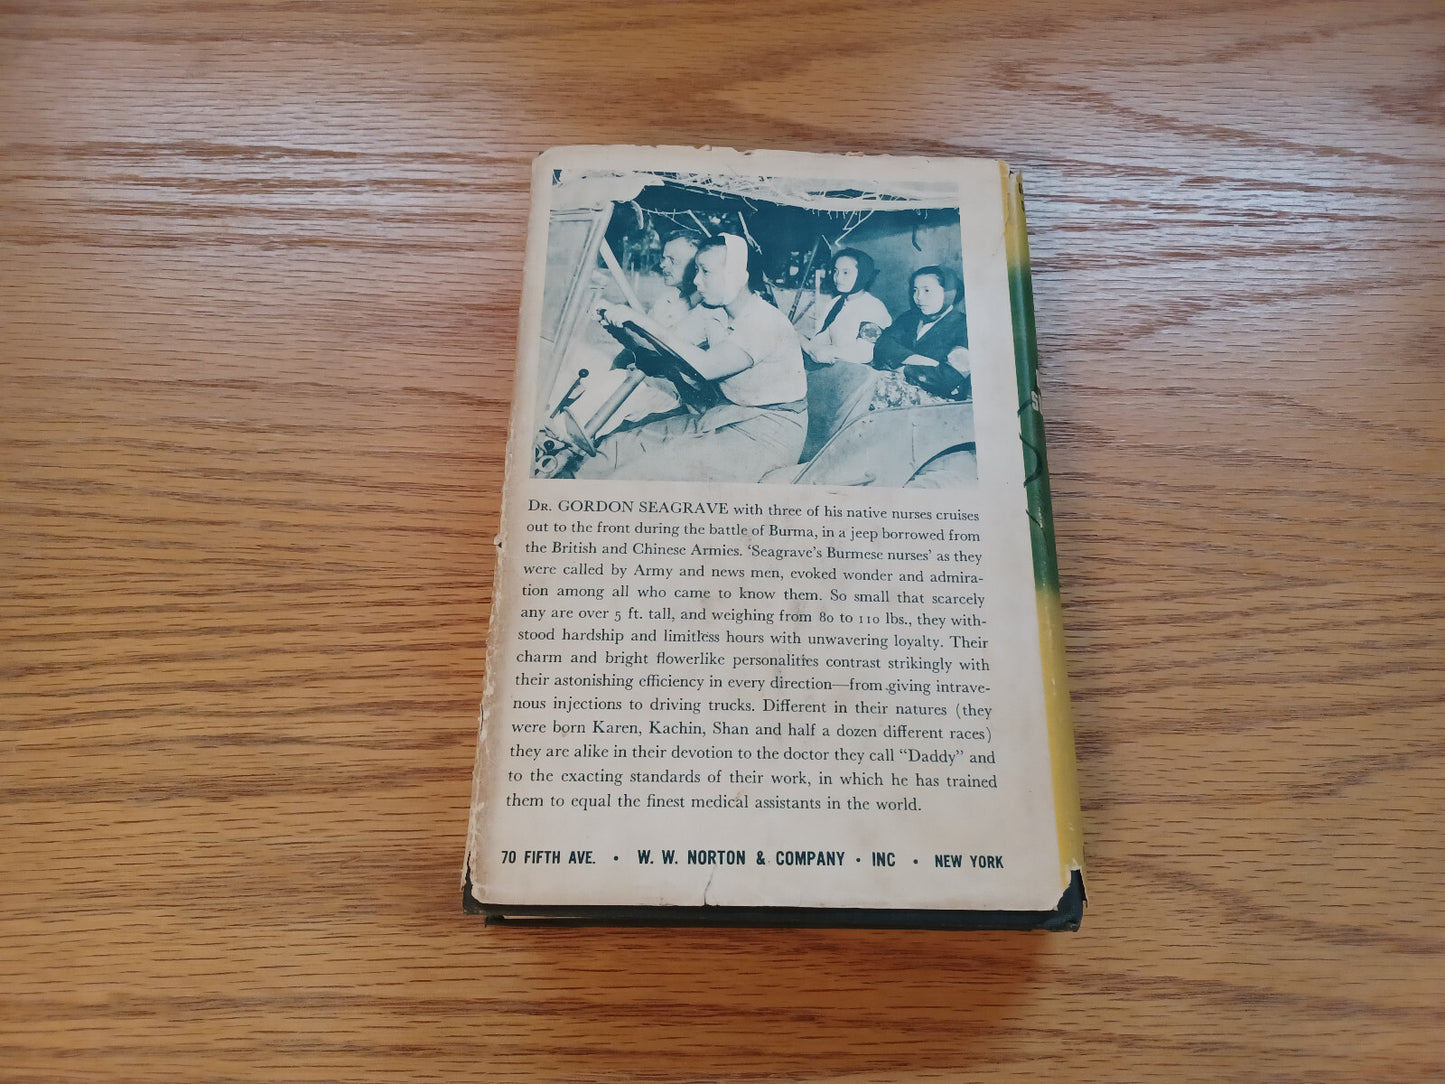 DR. GORDON SEAGRAVE with three of his native nurses cruises
out to the front during the battle of Burma, in a jeep borrowed from
the British and Chinese Armies. ‘Seagrave’s Burmese nurses’ as they
were called by Army and news men, evoked wonder and admira-
tion among all who came to know them. So small that scarcely
any are over 5 ft. tall, and weighing from 80 to 110 lbs., they with-
stood hardship and limitless hours with unwavering loyalty. Their
charm and bright flowerlike personalities contrast strikingly with
their astonishing efficiency in every direction—from giving intrave-
nous injections to driving trucks. Different in their natures (they
were born Karen, Kachin, Shan and half a dozen different races)
they are alike in their devotion to the doctor they call “Daddy” and
to the exacting standards of their work, in which he has trained
them to equal the finest medical assistants in the world.
70 FIFTH AVE. • W. W. NORTON & COMPANY • INC • NEW YORK